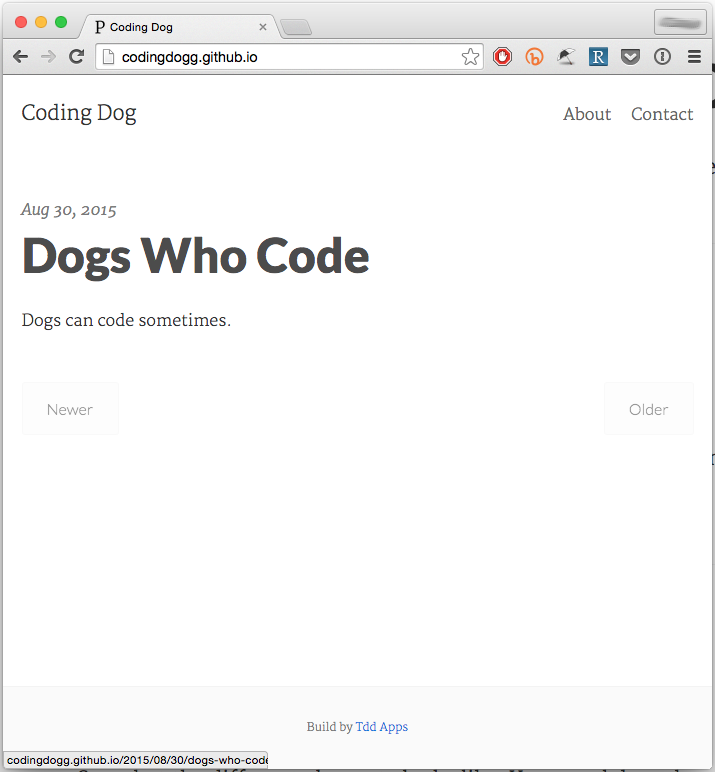 Coding Dog
codingdogg.github.io
Coding Dog
About Contact
Aug 30, 2015
Dogs Who Code
Dogs can code sometimes.
Newer
Older
Build by Tdd Apps
codingdogg.github.io/2015/08/30/dogs-who-code